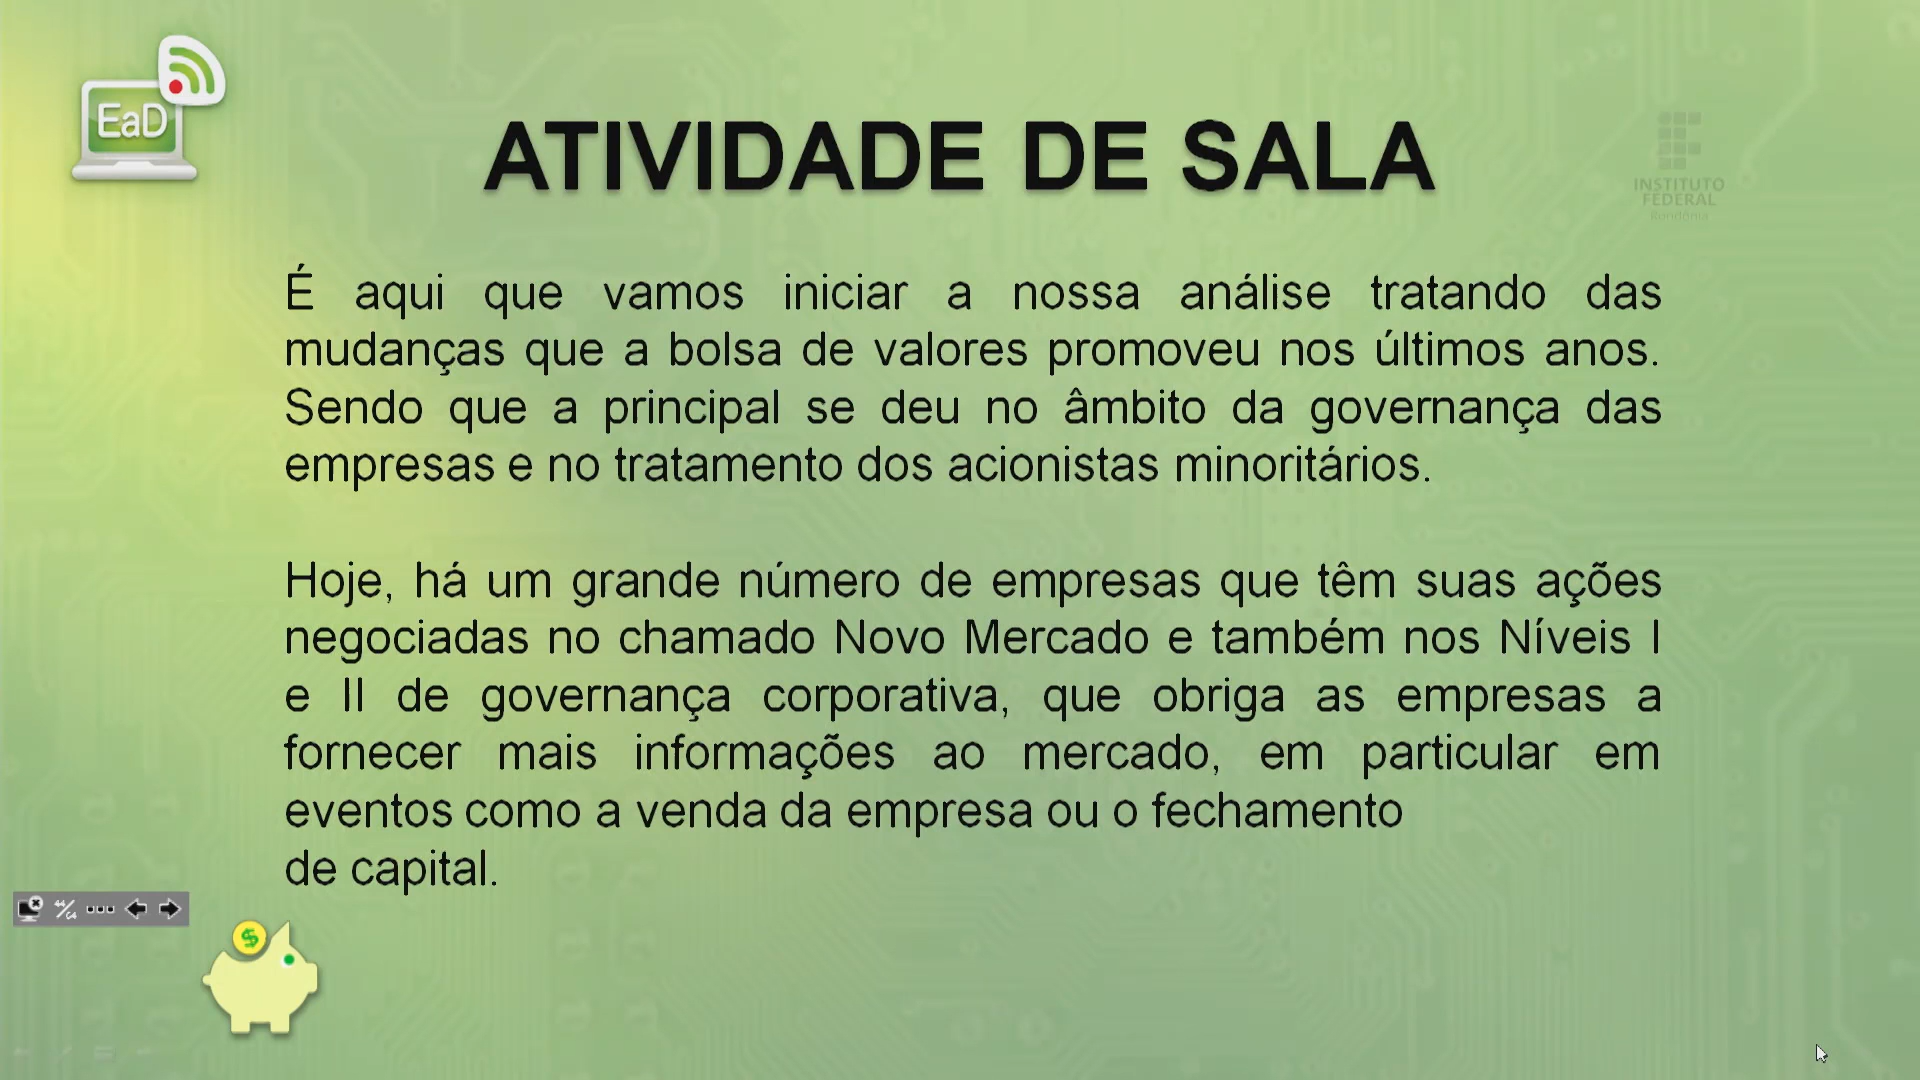 EaD
ATIVIDADE DE SALA
INSTITUTO
FEDERAL
Rondônia
É aqui que vamos iniciar a nossa análise tratando das
mudanças que a bolsa de valores promoveu nos últimos anos.
Sendo que a principal se deu no âmbito da governança das
empresas e no tratamento dos acionistas minoritários.
Hoje, há um grande número de empresas que têm suas ações
negociadas no chamado Novo Mercado e também nos Níveis I
e II de governança corporativa, que obriga as empresas a
fornecer mais informações ao mercado, em particular em
eventos como a venda da empresa ou o fechamento
de capital.
$